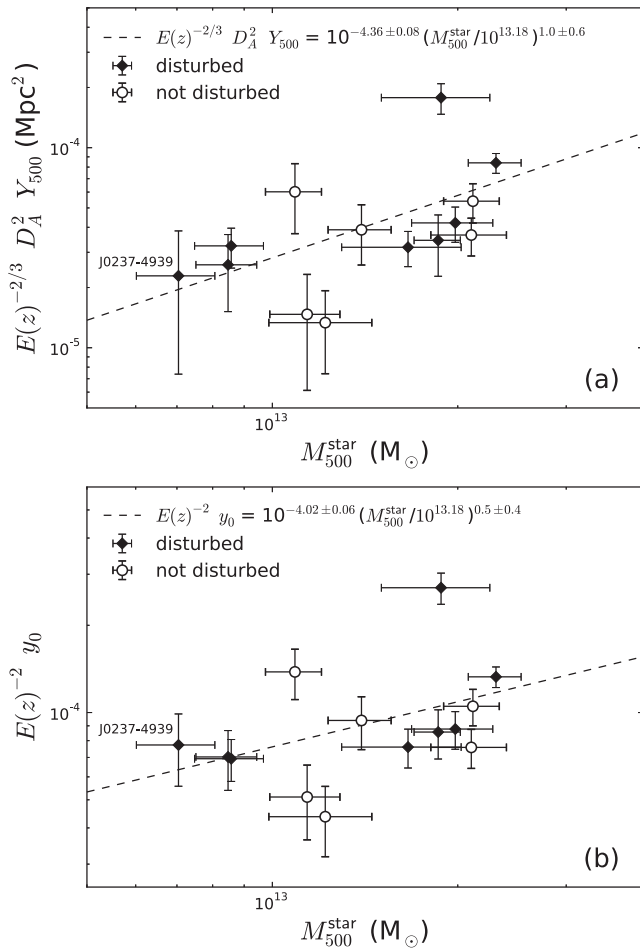 E(z)^{-2/3} D_A^2 Y_{500} = 10^{-4.36±0.08} (M_{500}^{star}/10^{13.18})^{1.0±0.6}
disturbed
not disturbed
E(z)^{-2/3} D_A^2 Y_{500} (Mpc^2)
10^{-4}
J0237-4939
10^{-5}
(a)
10^{13}
M_{500}^{star} (M_⊙)
E(z)^{-2} y_0 = 10^{-4.02±0.06} (M_{500}^{star}/10^{13.18})^{0.5±0.4}
disturbed
not disturbed
E(z)^{-2} y_0
10^{-4}
J0237-4939
(b)
10^{13}
M_{500}^{star} (M_⊙)